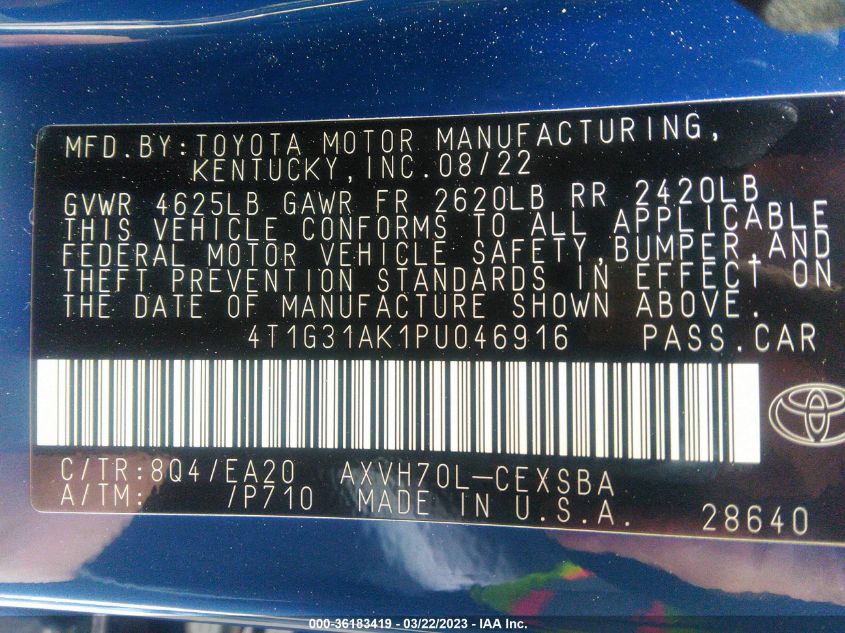 MFD.BY:TOYOTA MOTOR MANUFACTURING,
KENTUCKY,INC.08/22
GVWR 4625LB GAWR FR 2620LB RR 2420LB
THIS VEHICLE CONFORMS TO ALL APPLICABLE
FEDERAL MOTOR VEHICLE SAFETY,BUMPER,AND
THEFT PREVENTION STANDARDS IN EFFECT ON
THE DATE OF MANUFACTURE SHOWN ABOVE.
4T1G31AK1PU046916 PASS.CAR
C/TR:8Q4/EA20 AXVH70L-CEXSBA
A/TM: /P710 MADE IN U.S.A. 28640
000-36183419 - 03/22/2023 - IAA Inc.